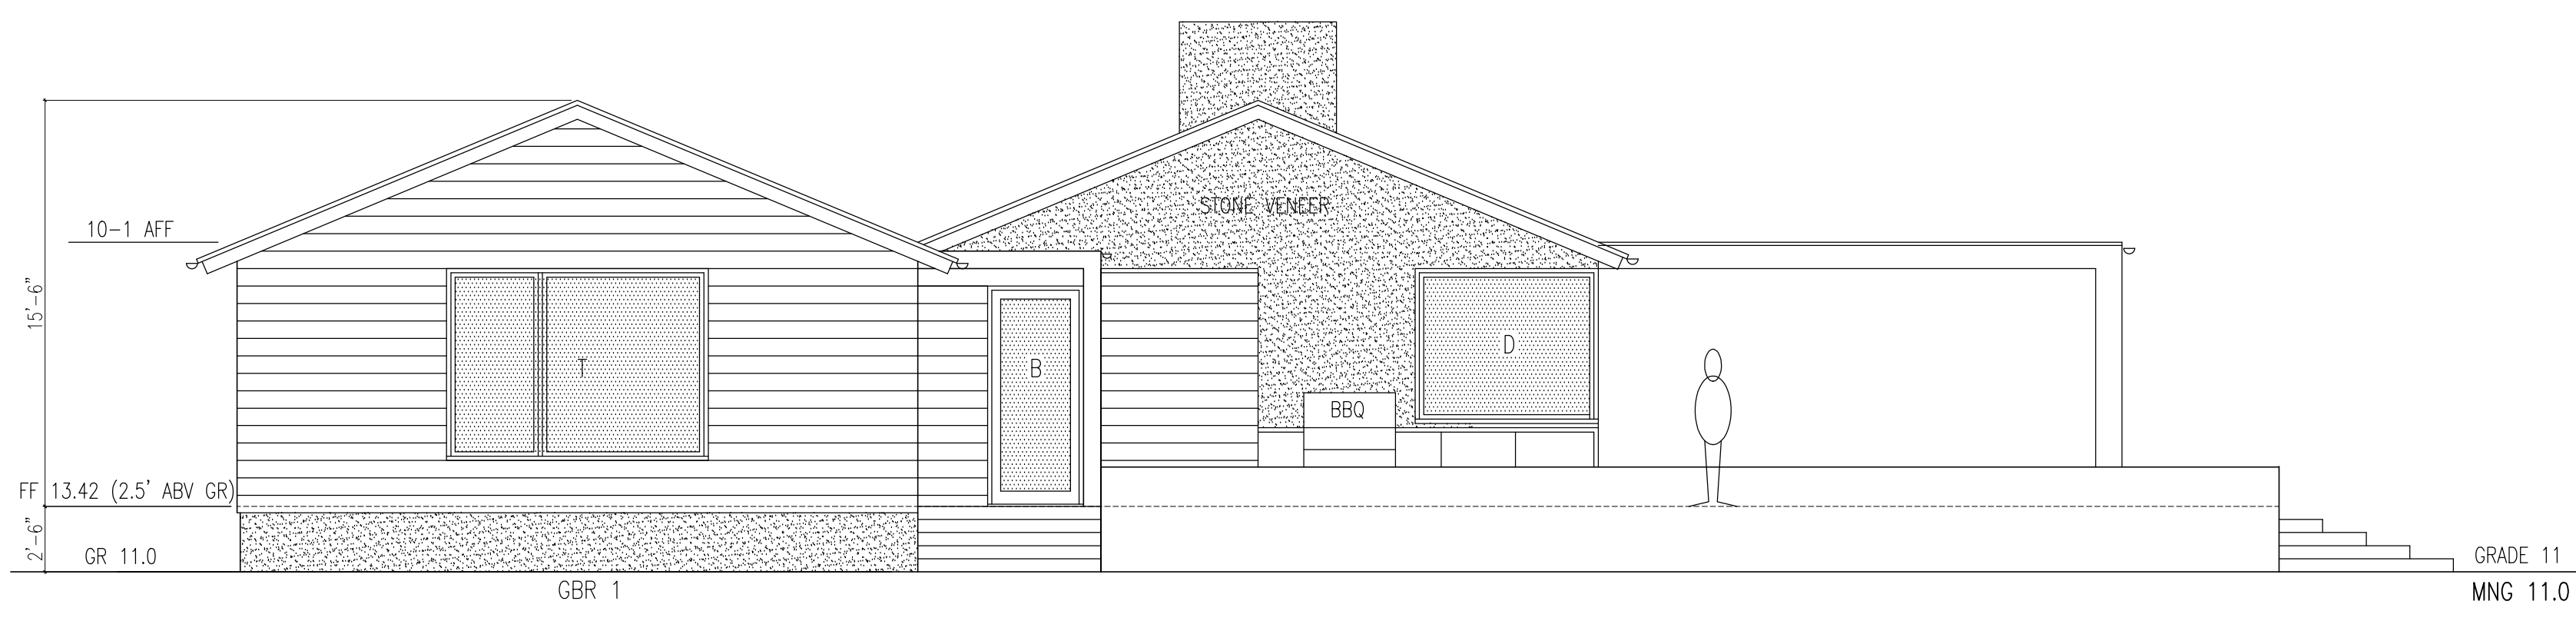 STONE VENEER
10-1 AFF
15'-6"
T
B
D
BBQ
FF 13.42 (2.5' ABV GR)
2'-6"
GR 11.0
GRADE 11
GBR 1
MNG 11.0